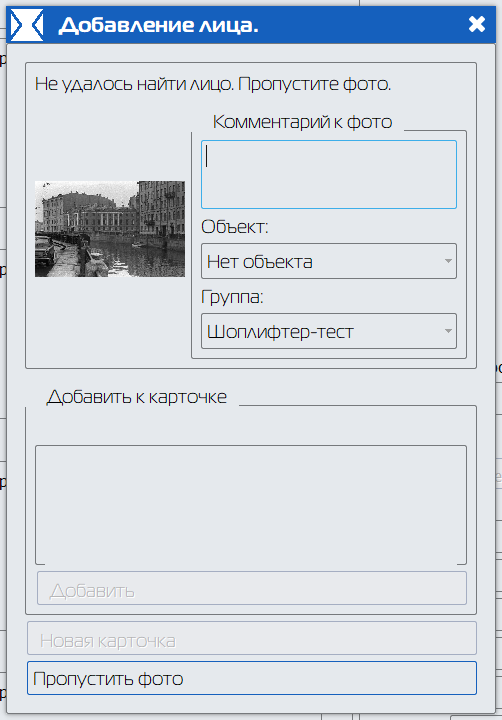 Добавление лица.
Не удалось найти лицо. Пропустите фото.
Комментарий к фото
Объект:
Нет объекта
Группа:
Шоплифтер-тест
Добавить к карточке
Добавить
Новая карточка
Пропустить фото